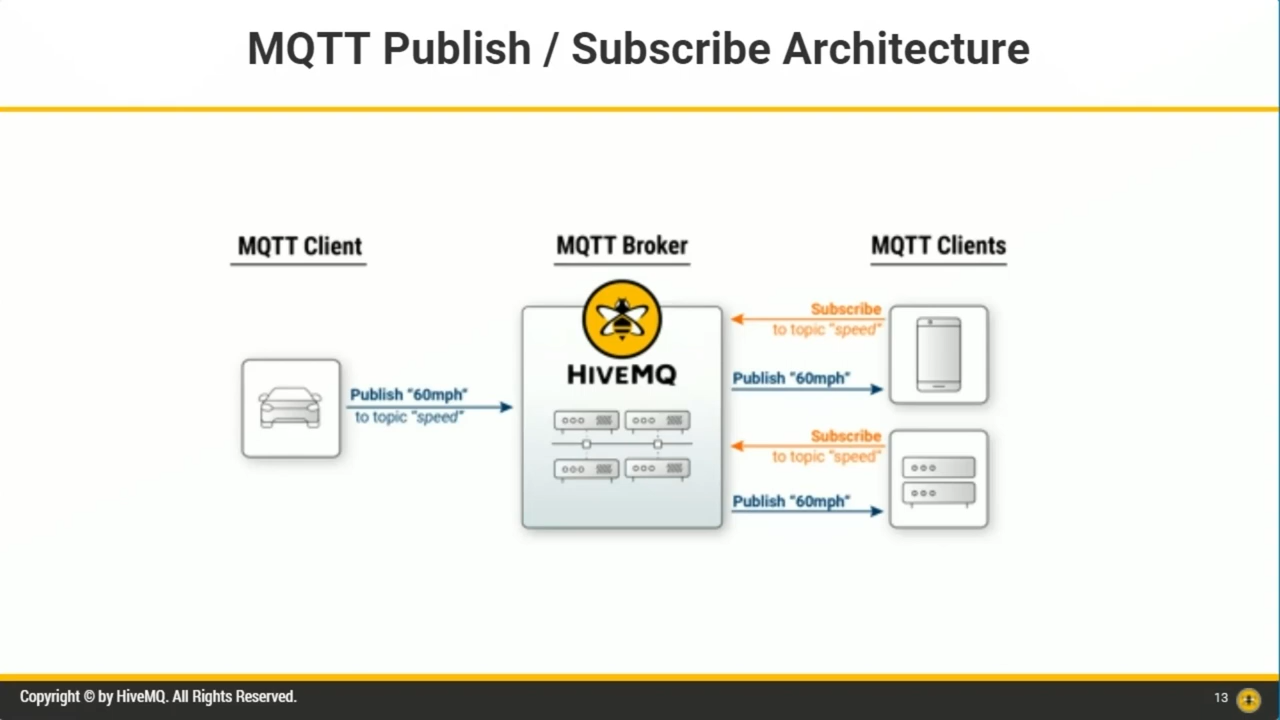 MQTT Publish / Subscribe Architecture
MQTT Client
MQTT Broker
MQTT Clients
Publish "60mph"
to topic "speed"
HIVEMQ
Subscribe
to topic "speed"
Publish "60mph"
Subscribe
to topic "speed"
Publish "60mph"
Copyright © by HiveMQ. All Rights Reserved.
13